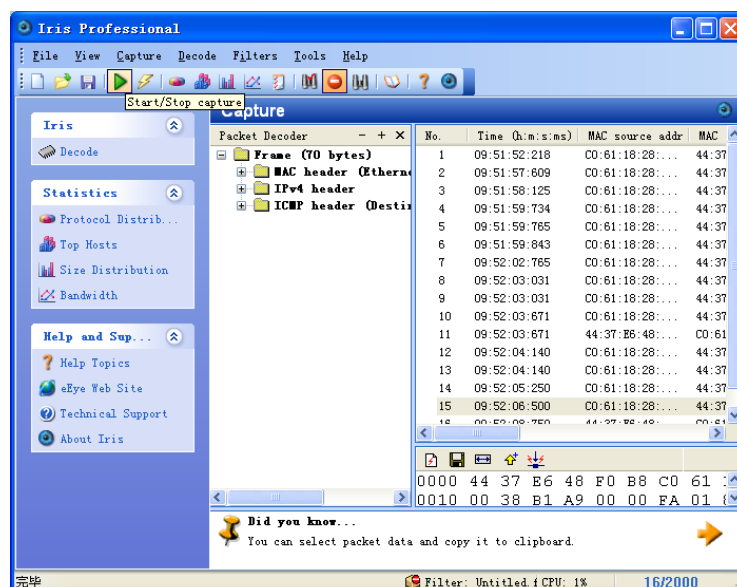 Iris Professional
File View Capture Decode Filters Tools Help
Start/Stop capture
Capture
Iris
Decode
Statistics
Protocol Distrib...
Top Hosts
Size Distribution
Bandwidth
Help and Sup...
Help Topics
eEye Web Site
Technical Support
About Iris
Packet Decoder
Frame (70 bytes)
MAC header (Etherne
IPv4 header
ICMP header (Destin
No. Time (h:m:s:ms) MAC source addr MAC
1 09:51:52:218 C0:61:18:28:... 44:37
2 09:51:57:609 C0:61:18:28:... 44:37
3 09:51:58:125 C0:61:18:28:... 44:37
4 09:51:59:734 C0:61:18:28:... 44:37
5 09:51:59:765 C0:61:18:28:... 44:37
6 09:51:59:843 C0:61:18:28:... 44:37
7 09:52:02:765 C0:61:18:28:... 44:37
8 09:52:03:031 C0:61:18:28:... 44:37
9 09:52:03:031 C0:61:18:28:... 44:37
10 09:52:03:671 C0:61:18:28:... 44:37
11 09:52:03:671 44:37:E6:48:... C0:61
12 09:52:04:140 C0:61:18:28:... 44:37
13 09:52:04:140 C0:61:18:28:... 44:37
14 09:52:05:250 C0:61:18:28:... 44:37
15 09:52:06:500 C0:61:18:28:... 44:37
16 09:52:08:750 44:37:E6:48:... C0:61
0000 44 37 E6 48 F0 B8 C0 61
0010 00 38 B1 A9 00 00 FA 01
Did you know...
You can select packet data and copy it to clipboard.
完毕 Filter: Untitled.f CPU: 1% 16/2000